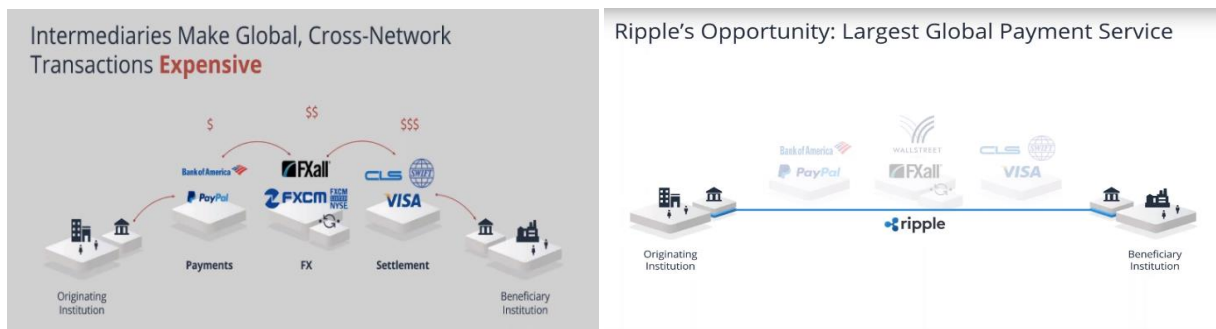 Intermediaries Make Global, Cross-Network
Transactions Expensive
$
$$
$$$
Bank of America
PayPal
FXall
FXCM
FXCM
NYSE
CLS
SWIFT
VISA
Payments
FX
Settlement
Originating
Institution
Beneficiary
Institution
Ripple's Opportunity: Largest Global Payment Service
Bank of America
PayPal
WALLSTREET
FXall
CLS
SWIFT
VISA
ripple
Originating
Institution
Beneficiary
Institution